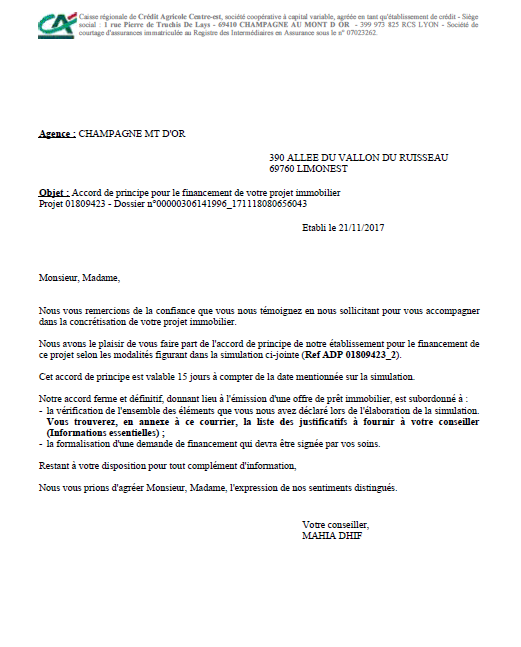 Caisse régionale de Crédit Agricole Centre-est, société coopérative à capital variable, agréée en tant qu'établissement de crédit - Siège
social : 1 rue Pierre de Truchis De Lays - 69410 CHAMPAGNE AU MONT D OR - 399 973 825 RCS LYON - Société de
courtage d'assurances immatriculée au Registre des Intermédiaires en Assurance sous le n° 07023262.
Agence : CHAMPAGNE MT D'OR
390 ALLEE DU VALLON DU RUISSEAU
69760 LIMONEST
Objet : Accord de principe pour le financement de votre projet immobilier
Projet 01809423 - Dossier n°00000306141996_171118080656043
Etabli le 21/11/2017
Monsieur, Madame,
Nous vous remercions de la confiance que vous nous témoignez en nous sollicitant pour vous accompagner
dans la concrétisation de votre projet immobilier.
Nous avons le plaisir de vous faire part de l'accord de principe de notre établissement pour le financement de
ce projet selon les modalités figurant dans la simulation ci-jointe (Ref ADP 01809423_2).
Cet accord de principe est valable 15 jours à compter de la date mentionnée sur la simulation.
Notre accord ferme et définitif, donnant lieu à l'émission d'une offre de prêt immobilier, est subordonné à :
- la vérification de l'ensemble des éléments que vous nous avez déclaré lors de l'élaboration de la simulation.
Vous trouverez, en annexe à ce courrier, la liste des justificatifs à fournir à votre conseiller
(Informations essentielles) ;
- la formalisation d'une demande de financement qui devra être signée par vos soins.
Restant à votre disposition pour tout complément d'information,
Nous vous prions d'agréer Monsieur, Madame, l'expression de nos sentiments distingués.
Votre conseiller,
MAHIA DHIF